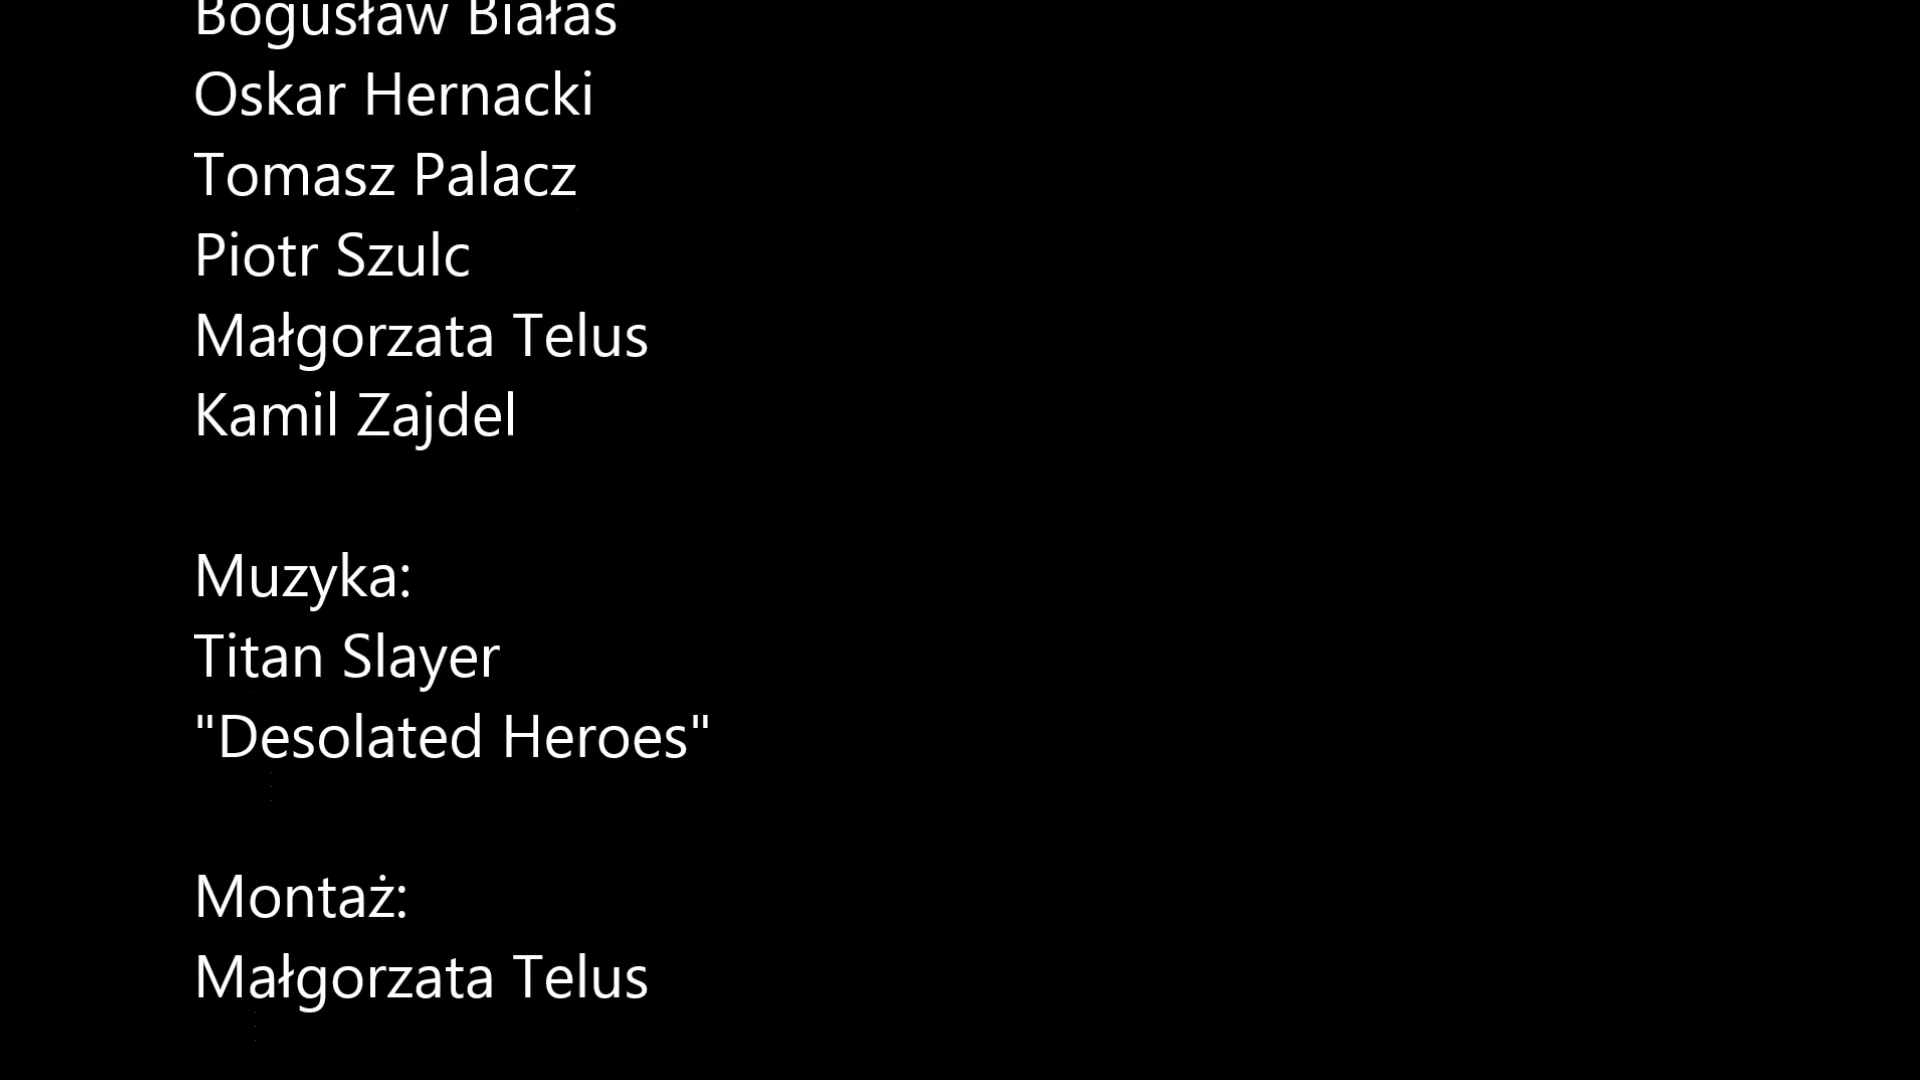 Bogusław Białas
Oskar Hernacki
Tomasz Palacz
Piotr Szulc
Małgorzata Telus
Kamil Zajdel
Muzyka:
Titan Slayer
"Desolated Heroes"
Montaż:
Małgorzata Telus